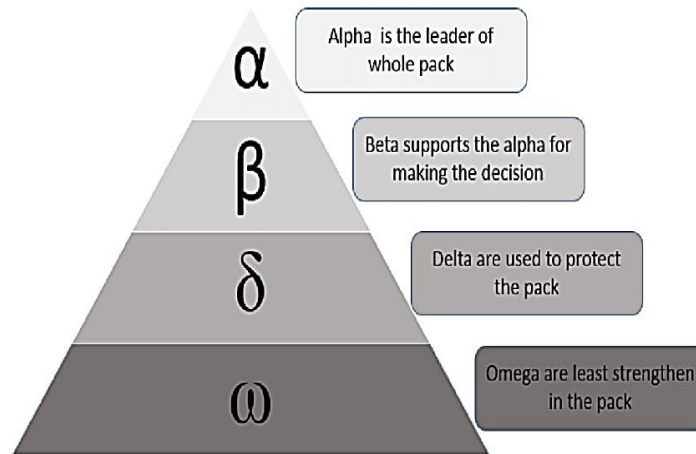 α
Alpha is the leader of
whole pack
β
Beta supports the alpha for
making the decision
δ
Delta are used to protect
the pack
ω
Omega are least strengthen
in the pack